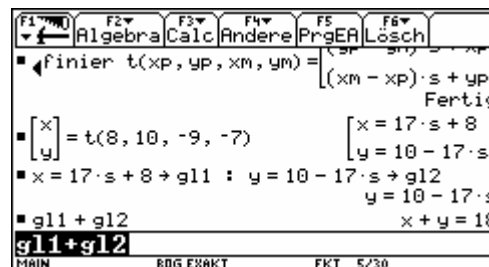 F1 F2 F3 F4 F5 F6
Algebra Calc Andere PrgEA Lösch
finier t(xp,yp,xm,ym)=
(xm - xp)·s + yp
Fertig
[x y] = t(8, 10, -9, -7) [x = 17·s + 8
y = 10 - 17·s
x = 17·s + 8 → gl1 : y = 10 - 17·s → gl2
y = 10 - 17·s
gl1 + gl2 x + y = 18
gl1+gl2
MAIN BOG EXAKT FKT 5/30